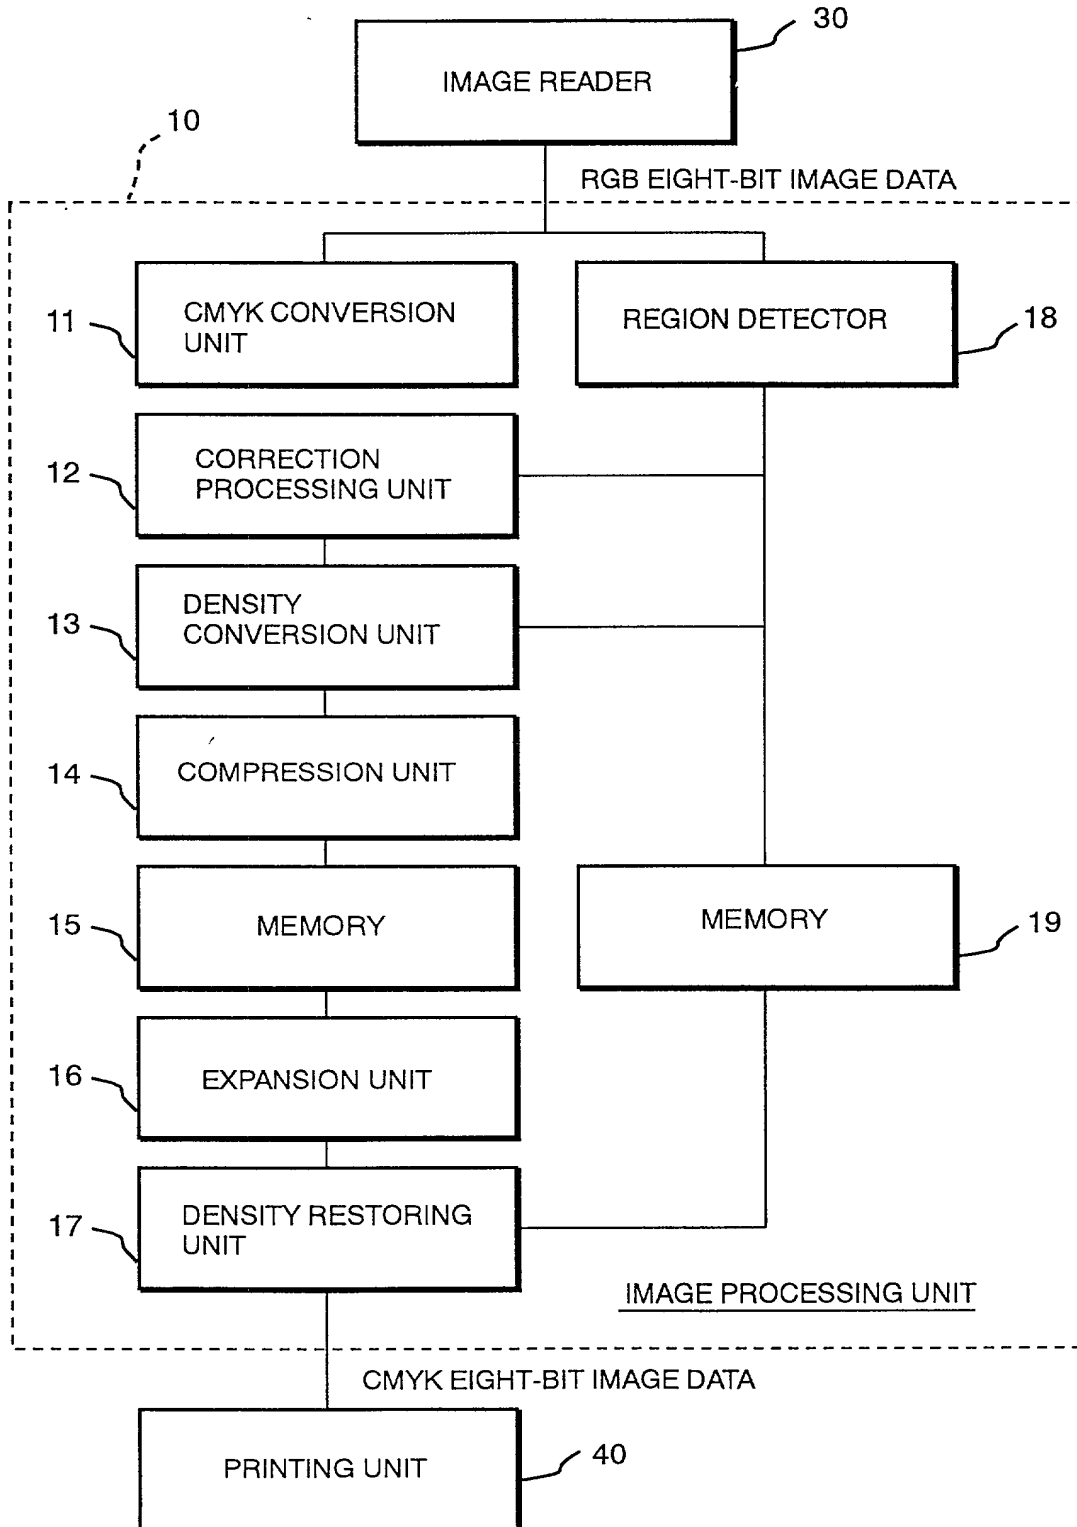 30
IMAGE READER
10
RGB EIGHT-BIT IMAGE DATA
11
CMYK CONVERSION
UNIT
REGION DETECTOR
18
12
CORRECTION
PROCESSING UNIT
13
DENSITY
CONVERSION UNIT
14
COMPRESSION UNIT
15
MEMORY
MEMORY
19
16
EXPANSION UNIT
17
DENSITY RESTORING
UNIT
IMAGE PROCESSING UNIT
CMYK EIGHT-BIT IMAGE DATA
PRINTING UNIT
40